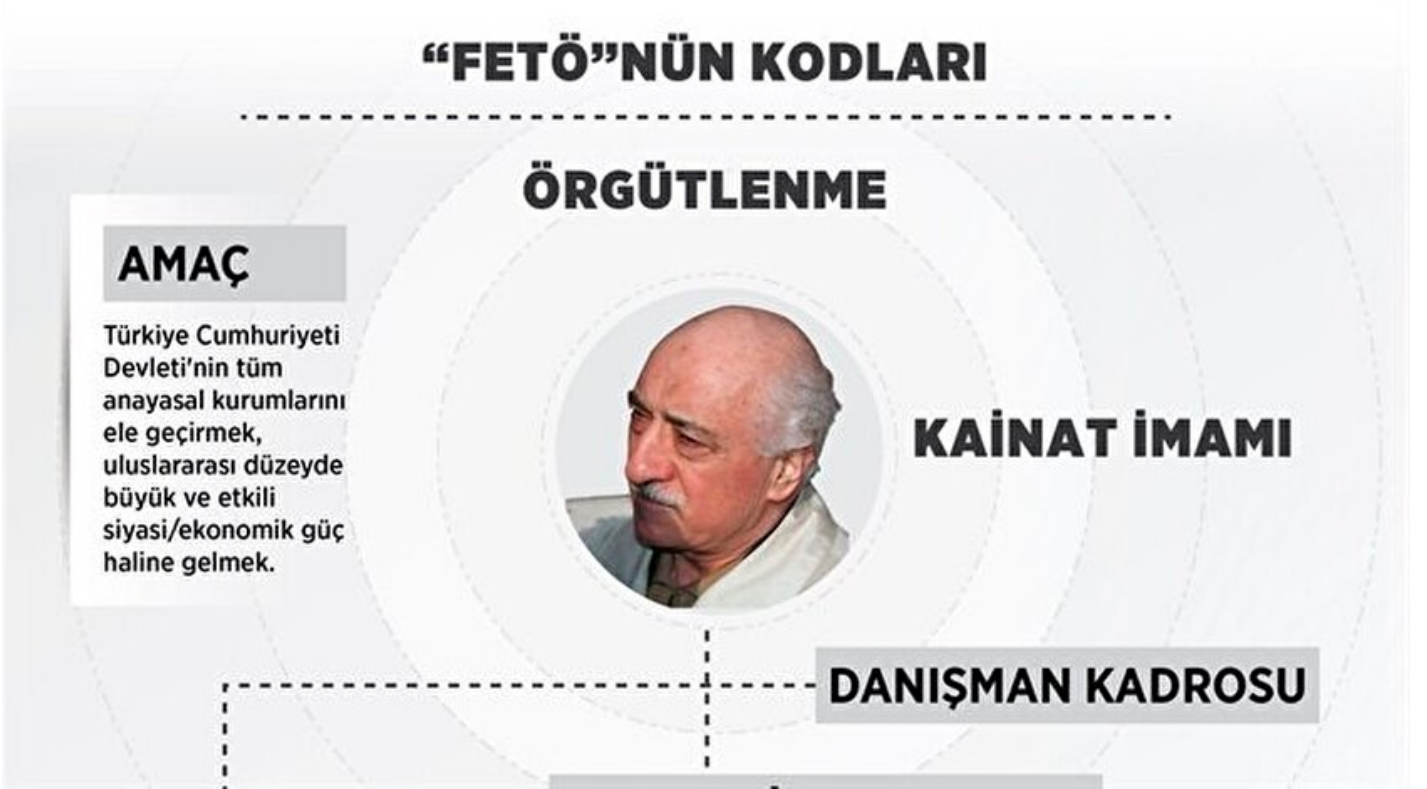 “FETÖ”NÜN KODLARI
ÖRGÜTLENME
AMAÇ
Türkiye Cumhuriyeti
Devleti'nin tüm
anayasal kurumlarını
ele geçirmek,
uluslararası düzeyde
büyük ve etkili
siyasi/ekonomik güç
haline gelmek.
KAİNAT İMAMI
DANIŞMAN KADROSU